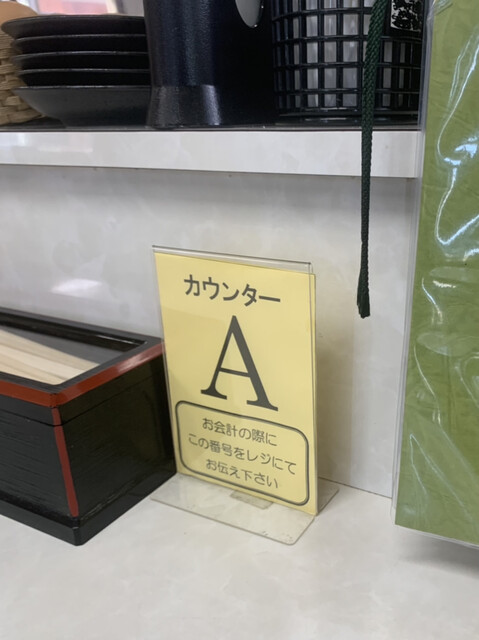 カウンター
A
お会計の際に
この番号をレジにて
お伝え下さい